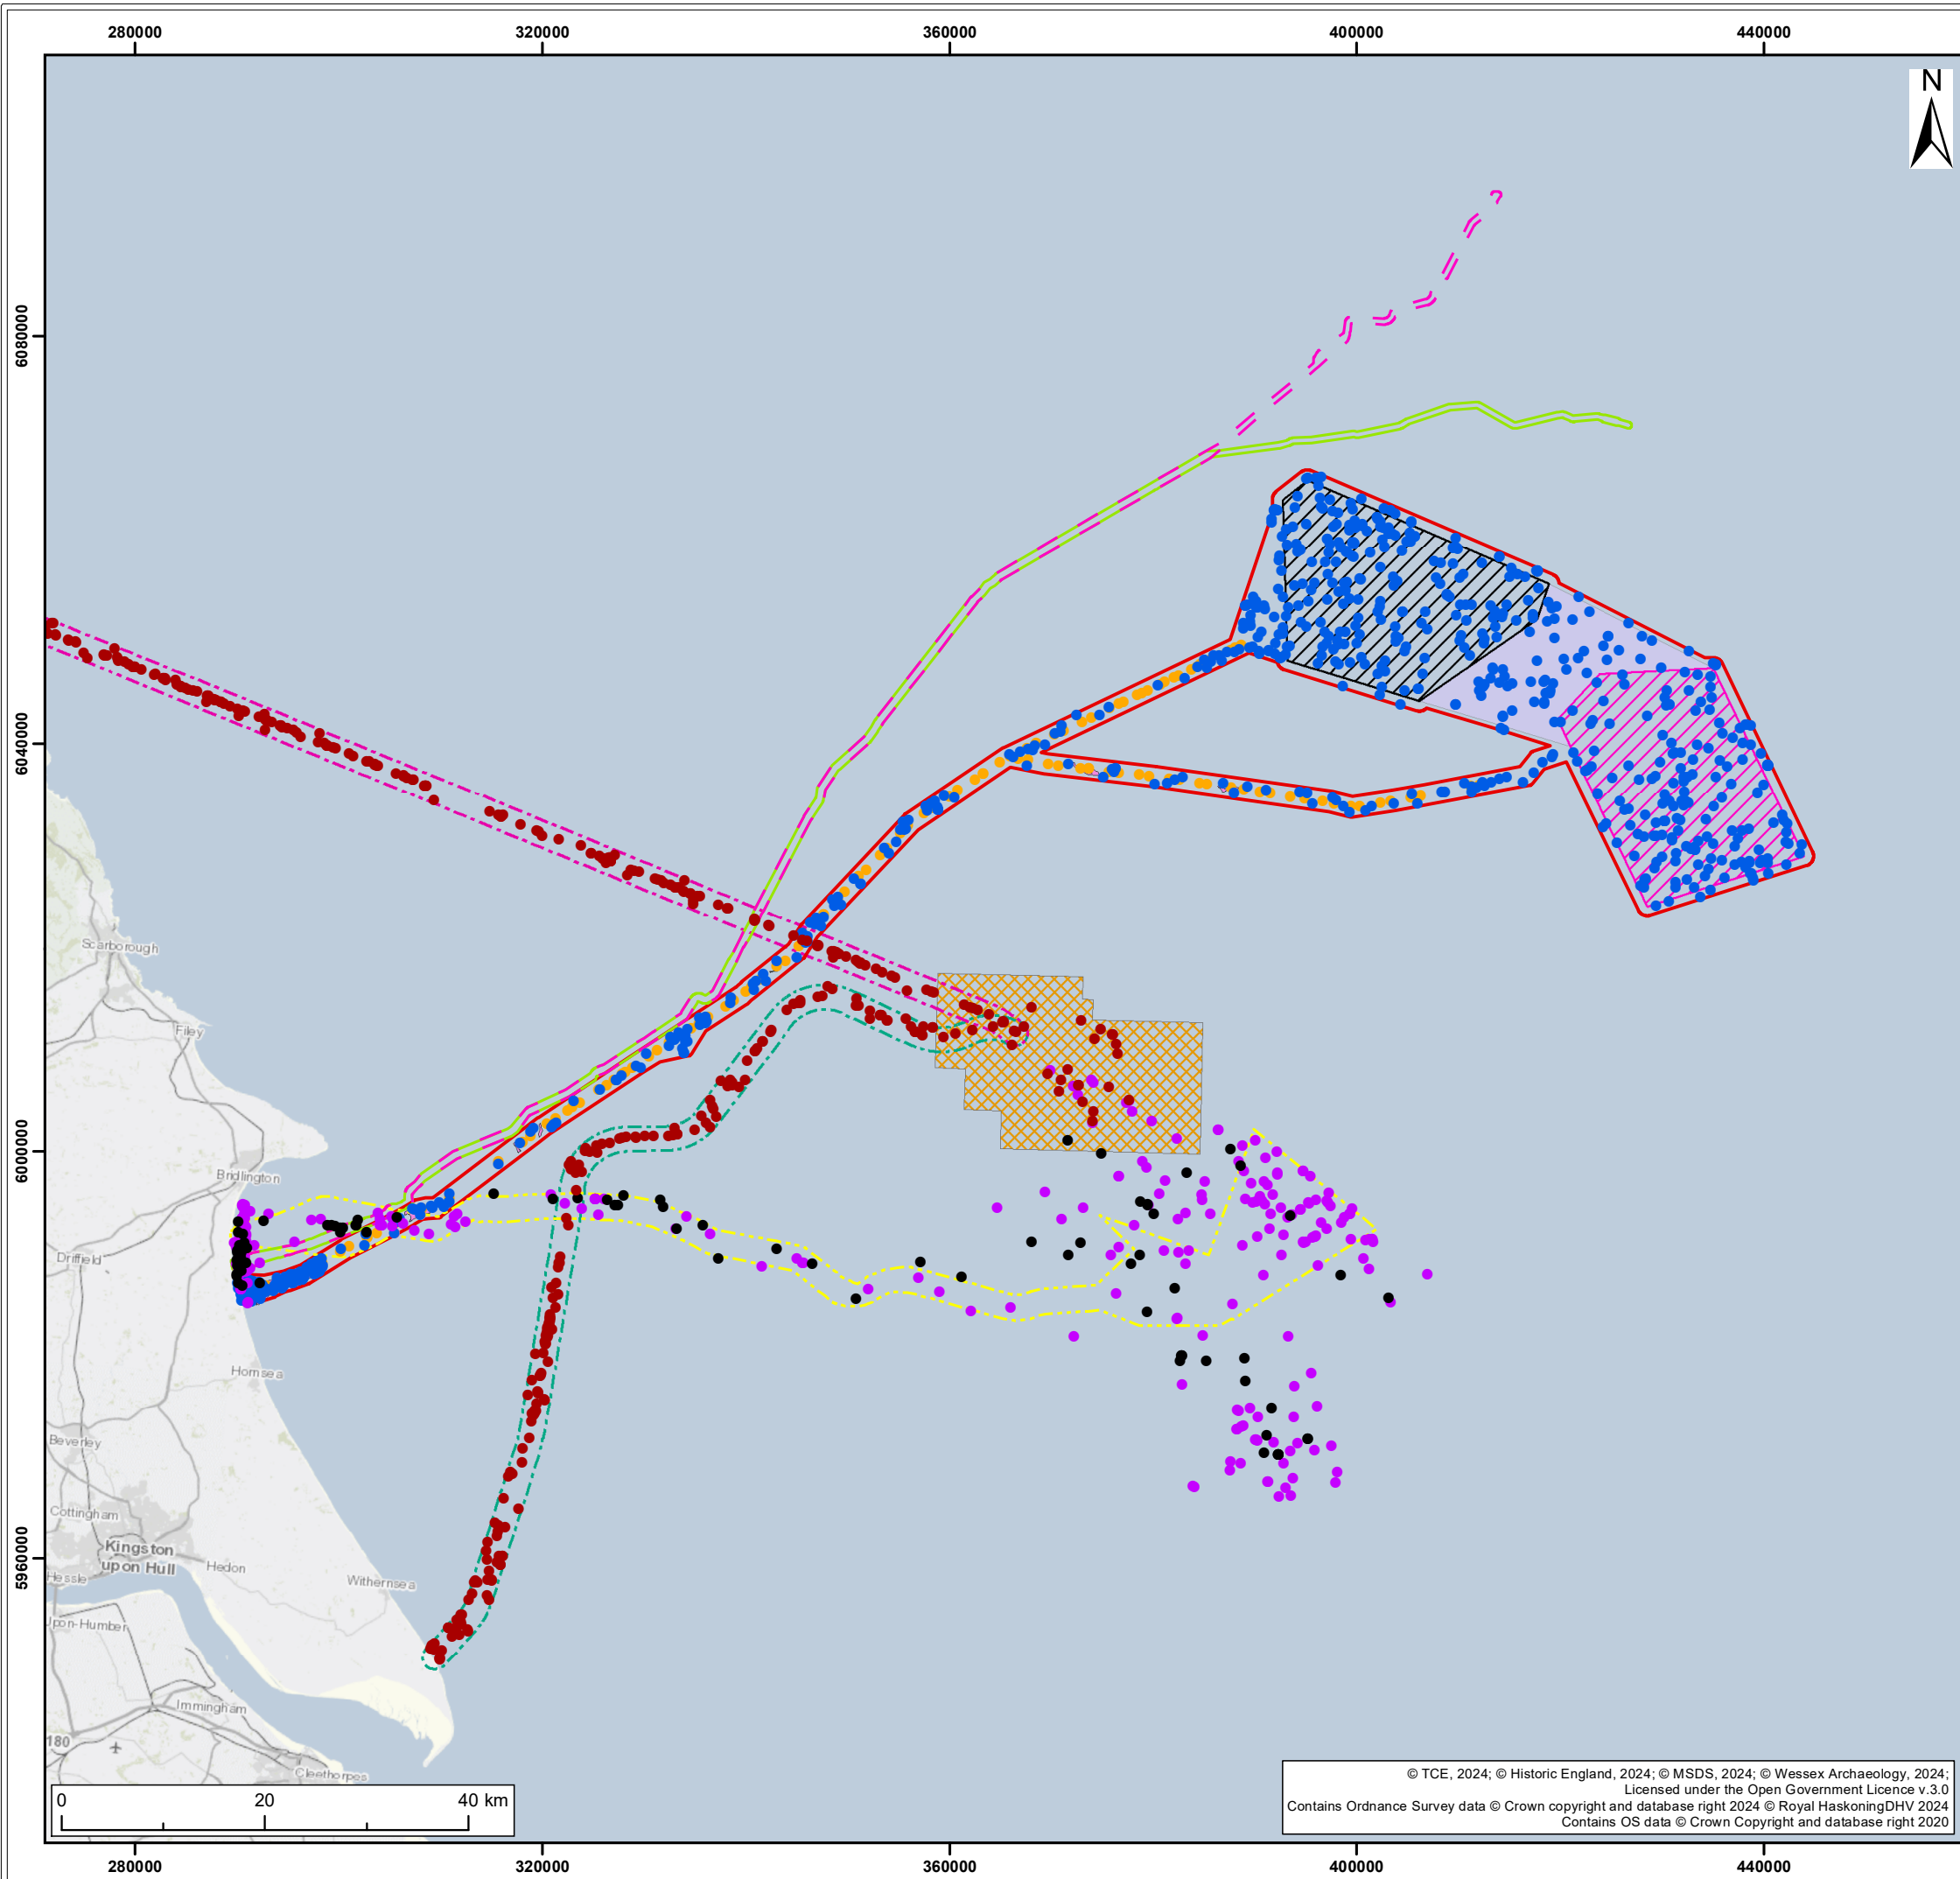 280000 320000 360000 400000 440000
N
6080000
6040000
6000000
5960000
Scarborough
Filey
Bridlington
Driffield
Hornsea
Beverley
Cottingham
Kingston
upon Hull
Hessle
Hedon
Withernsea
Upon-Humber
Immingham
180
Cleethorpes
0 20 40 km
© TCE, 2024; © Historic England, 2024; © MSDS, 2024; © Wessex Archaeology, 2024;
Licensed under the Open Government Licence v.3.0
Contains Ordnance Survey data © Crown copyright and database right 2024 © Royal HaskoningDHV 2024
Contains OS data © Crown Copyright and database right 2020
280000 320000 360000 400000 440000